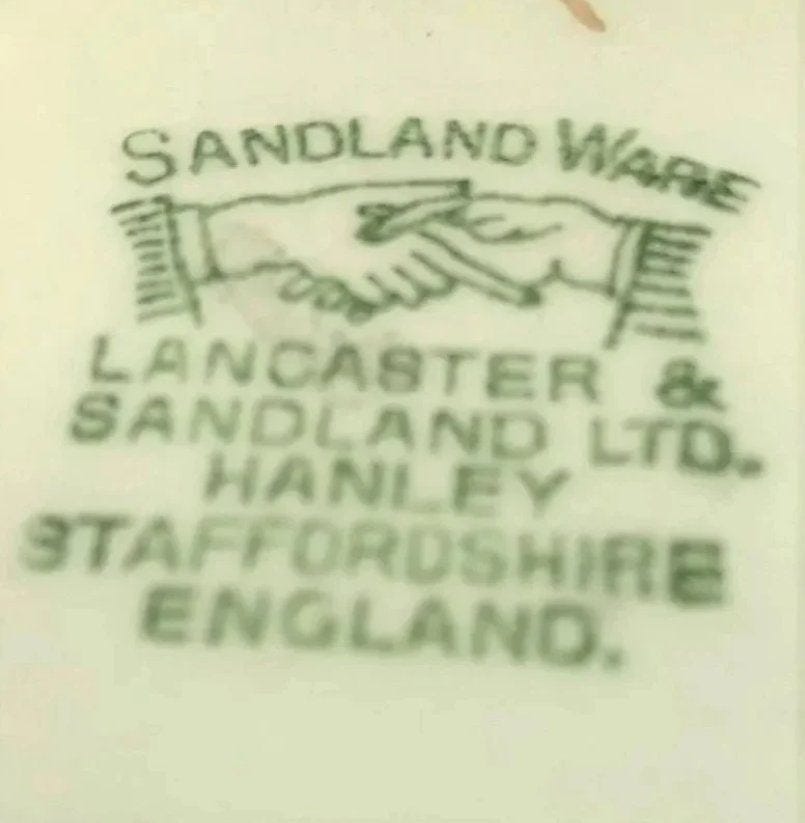 SANDLAND WARE
LANCASTER &
SANDLAND LTD.
HANLEY
STAFFORDSHIRE
ENGLAND.